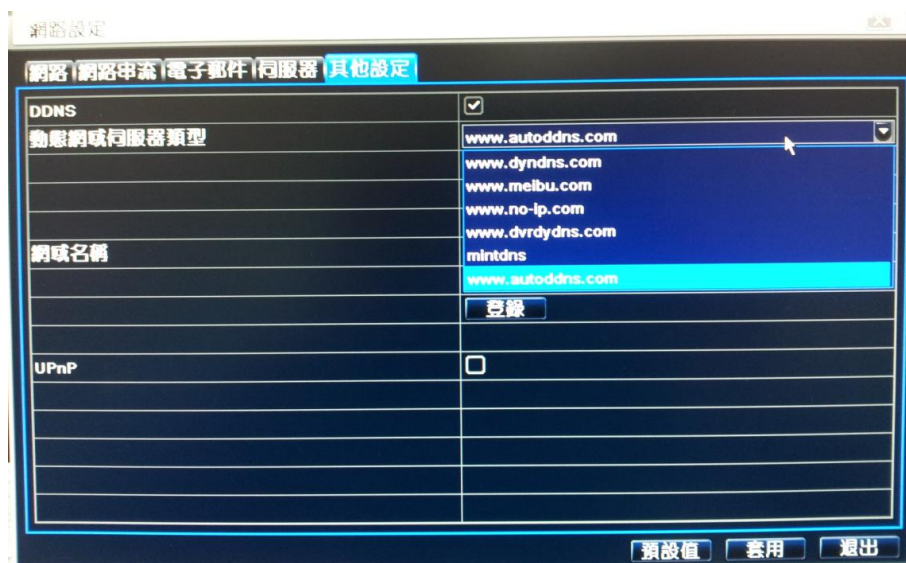 網路設定
網路 網路串流 電子郵件 伺服器 其他設定
DDNS
動態網域伺服器類型 www.autoddns.com
www.dyndns.com
www.meibu.com
www.no-ip.com
www.dvrdydns.com
網域名稱 mintdns
www.autoddns.com
登錄
UPnP
預設值 套用 退出